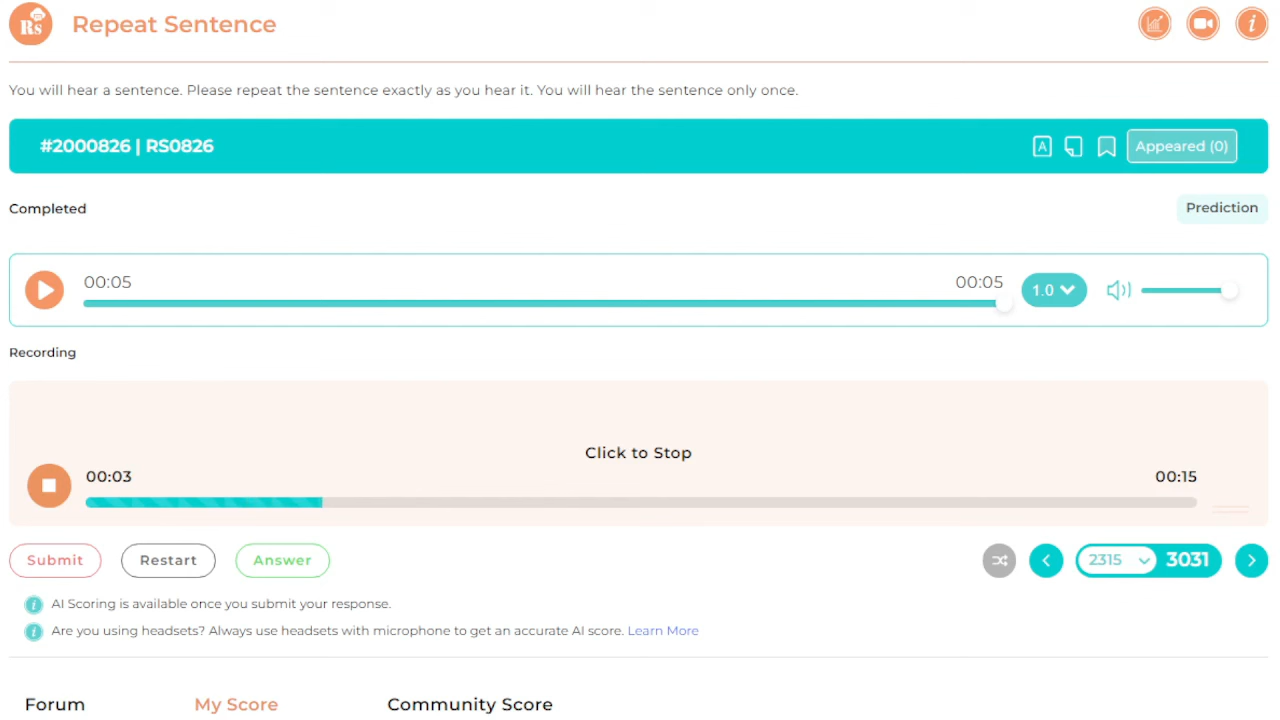 Rs Repeat Sentence
You will hear a sentence. Please repeat the sentence exactly as you hear it. You will hear the sentence only once.
#2000826 | RS0826 A Appeared (0)
Completed Prediction
00:05 00:05 1.0
Recording
Click to Stop
00:03 00:15
Submit Restart Answer 2315 3031
i AI Scoring is available once you submit your response.
i Are you using headsets? Always use headsets with microphone to get an accurate AI score. Learn More
Forum My Score Community Score